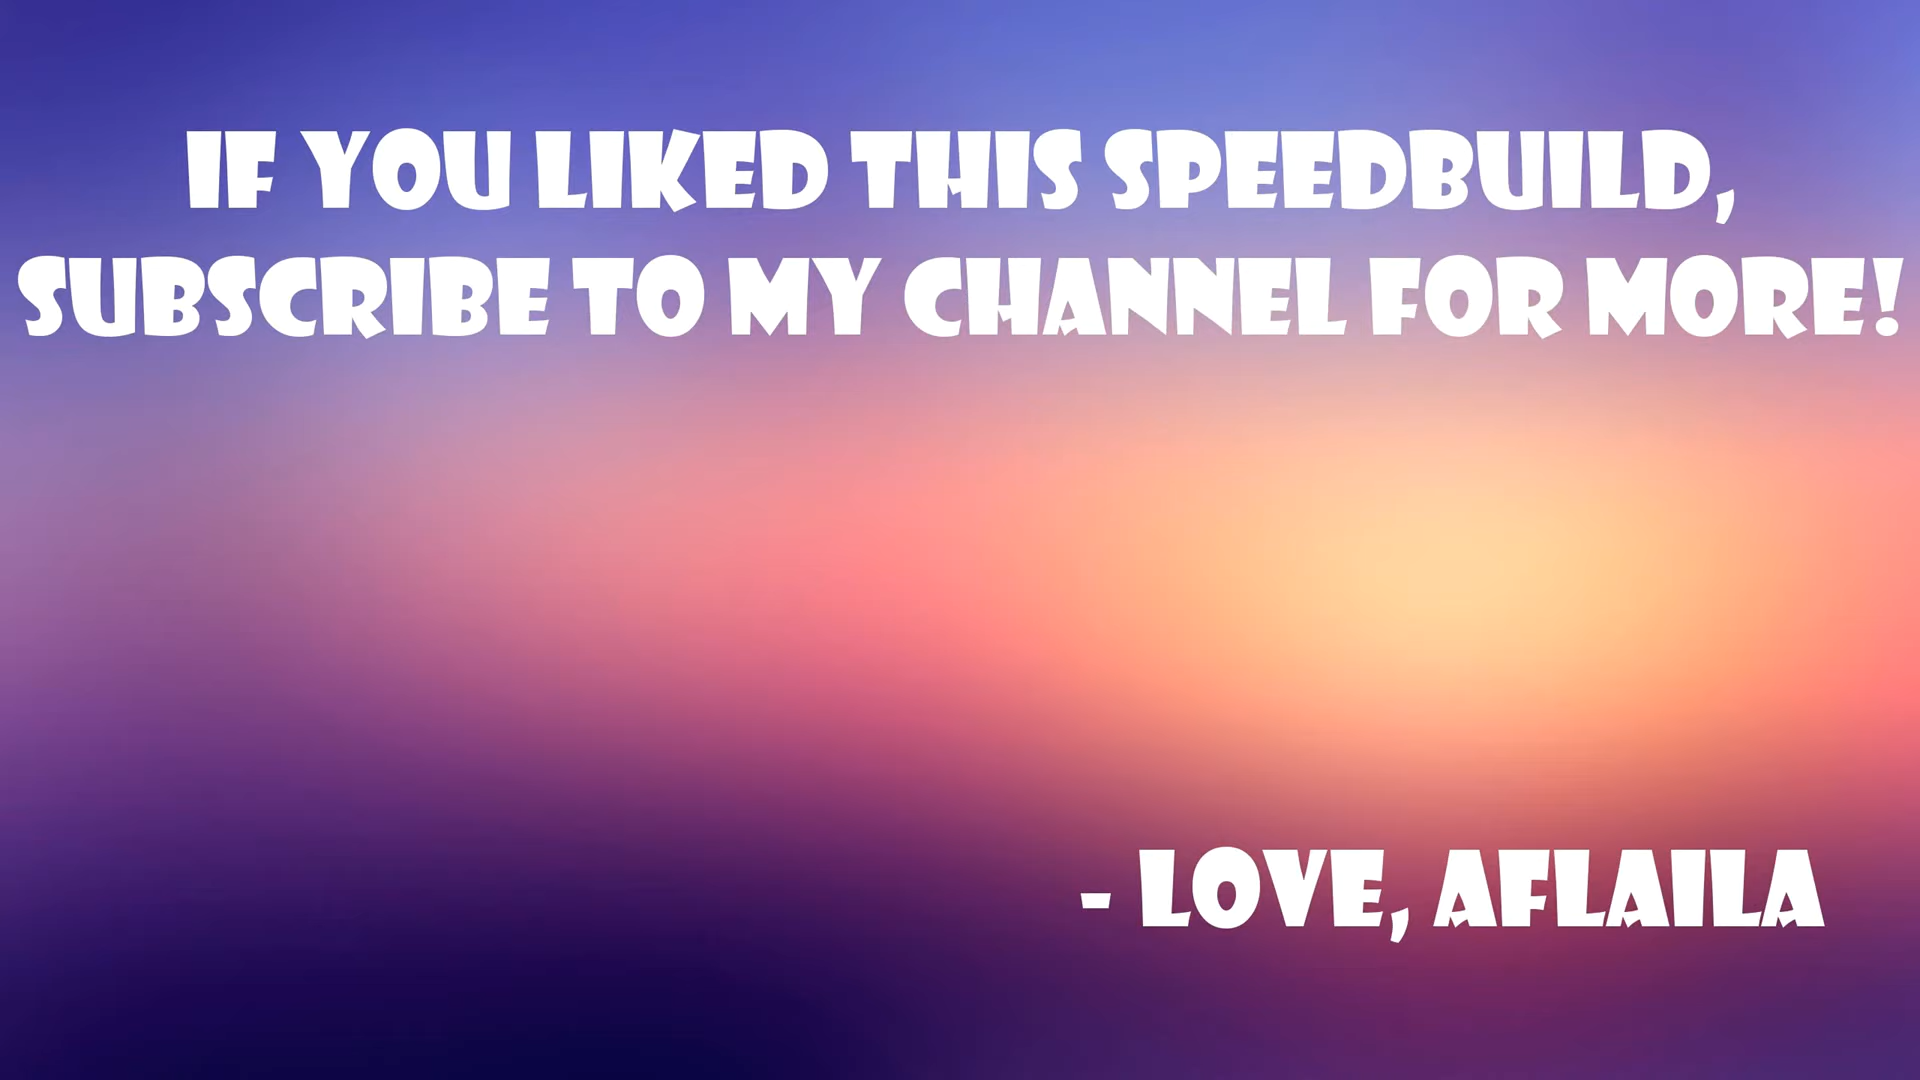 IF YOU LIKED THIS SPEEDBUILD,
SUBSCRIBE TO MY CHANNEL FOR MORE!
- LOVE, AFLAILA